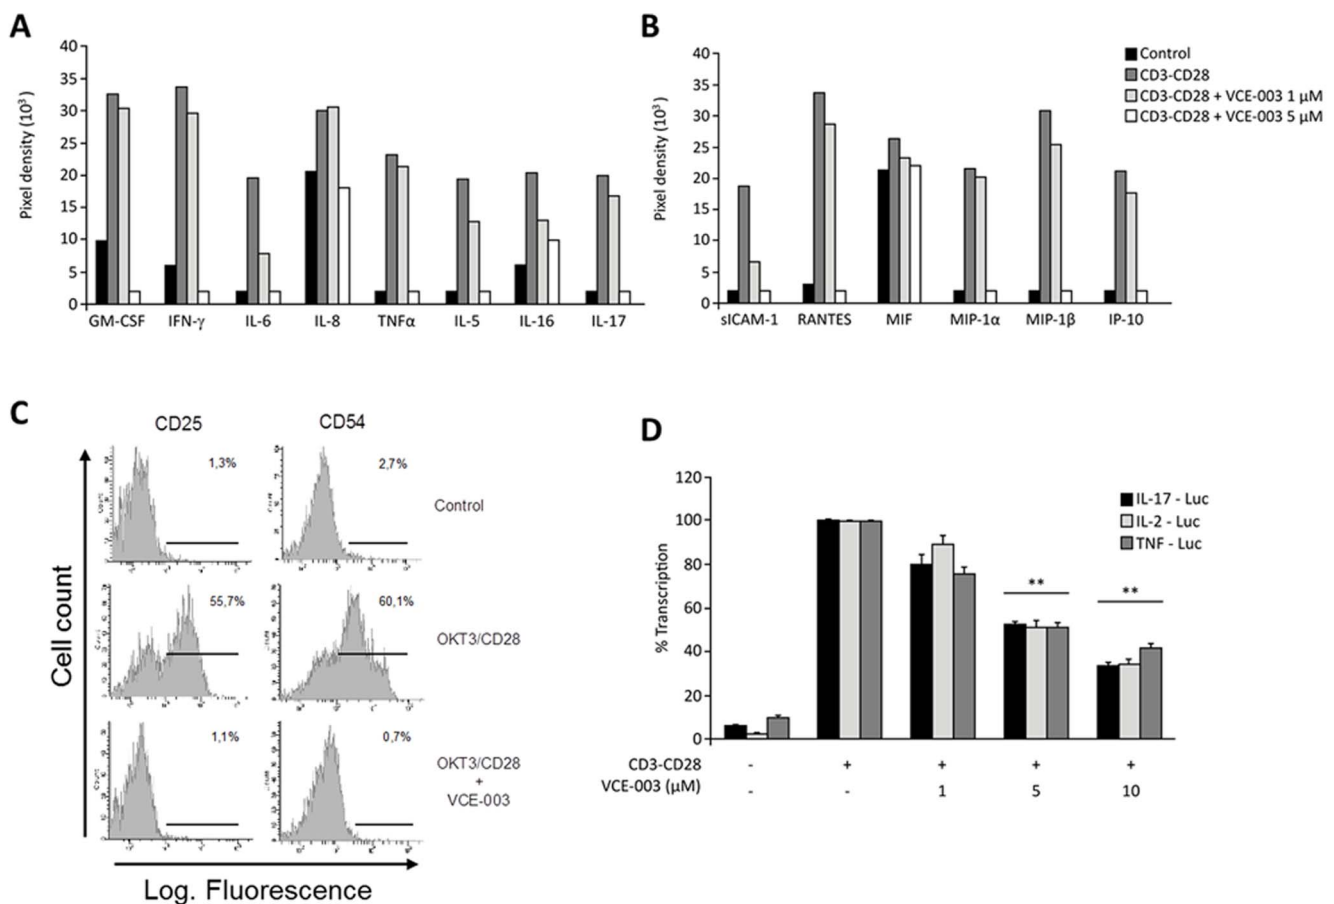 A
40
35
30
25
20
15
10
5
0
Pixel density (10³)
GM-CSF IFN-γ IL-6 IL-8 TNFα IL-5 IL-16 IL-17
B
40
35
30
25
20
15
10
5
0
Pixel density (10³)
sICAM-1 RANTES MIF MIP-1α MIP-1β IP-10
Control
CD3-CD28
CD3-CD28 + VCE-003 1 µM
CD3-CD28 + VCE-003 5 µM
C
CD25 CD54
1,3% 2,7%
Control
55,7% 60,1%
OKT3/CD28
1,1% 0,7%
OKT3/CD28
+
VCE-003
Cell count
Log. Fluorescence
D
120
100
80
60
40
20
0
% Transcription
IL-17 - Luc
IL-2 - Luc
TNF - Luc
** **
CD3-CD28 - + + + +
VCE-003 (µM) - - 1 5 10